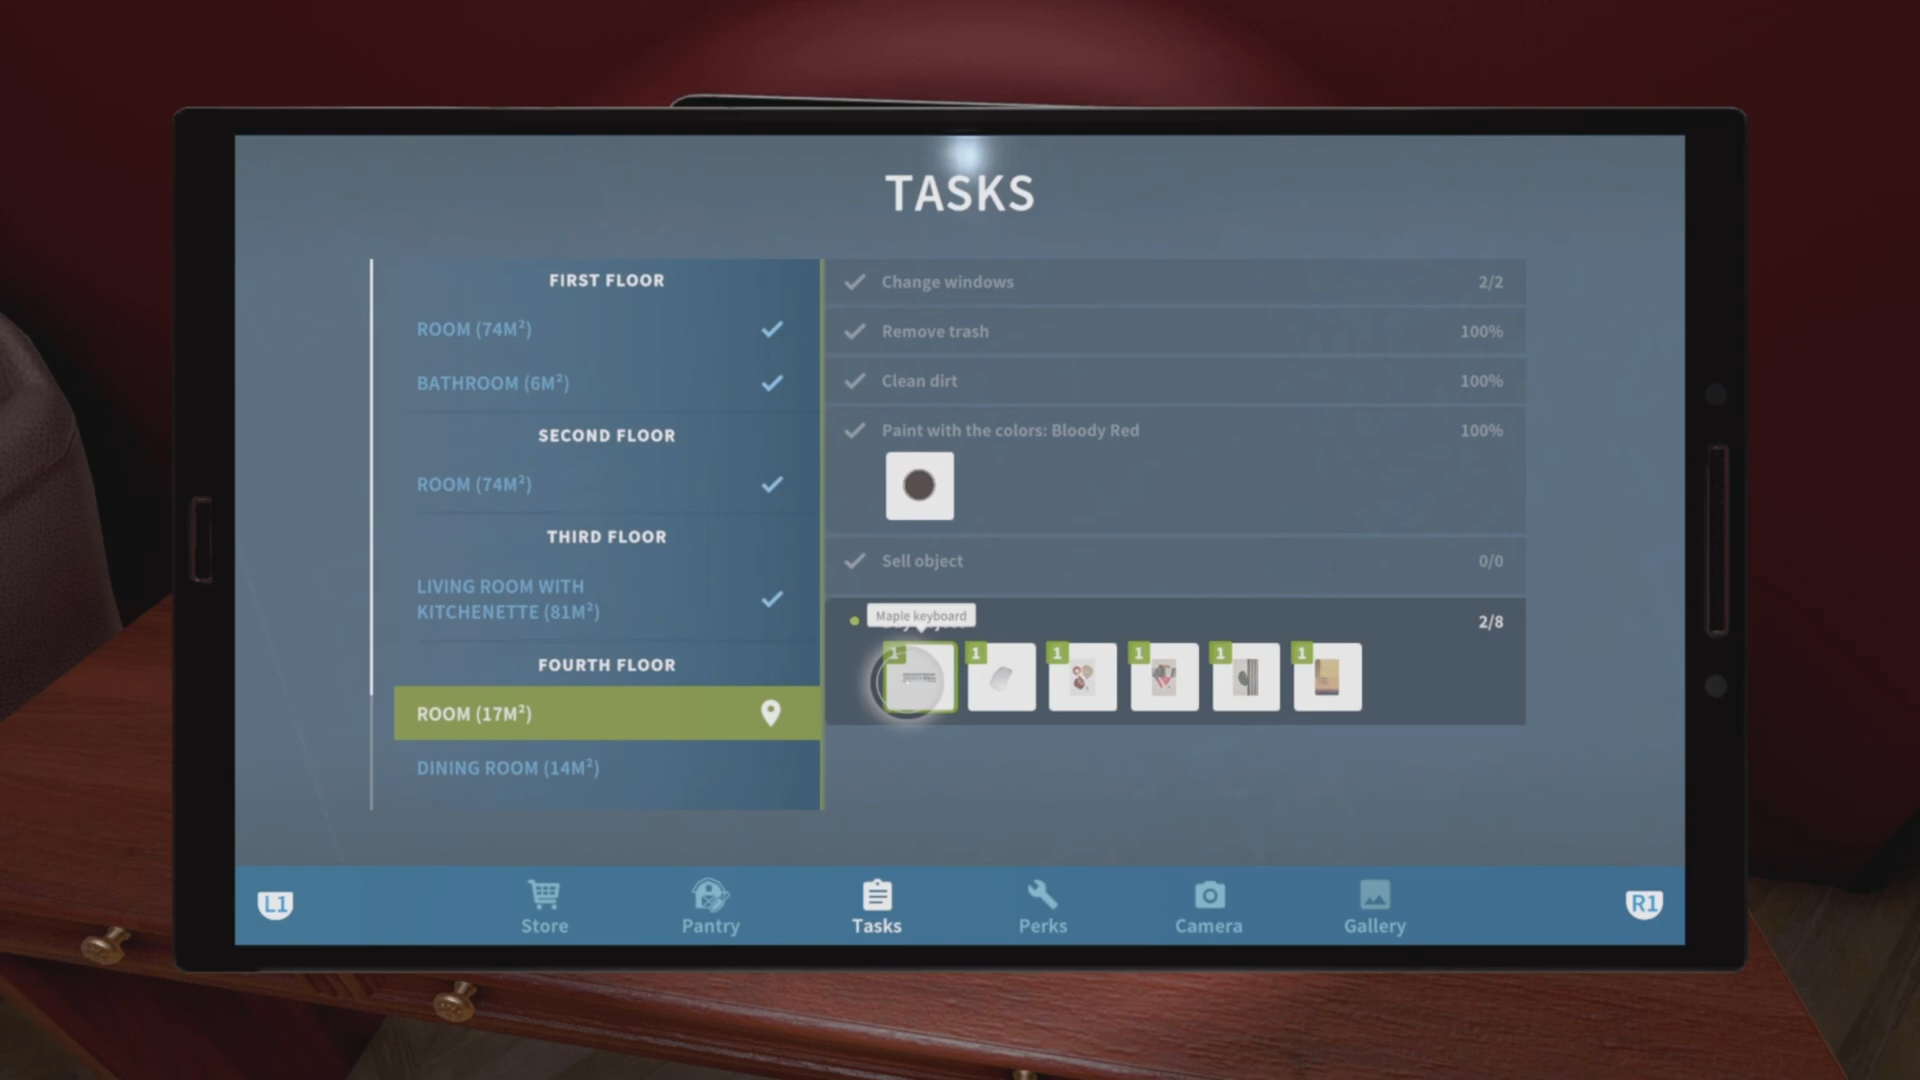 TASKS
FIRST FLOOR
ROOM (74M²)
BATHROOM (6M²)
SECOND FLOOR
ROOM (74M²)
THIRD FLOOR
LIVING ROOM WITH
KITCHENETTE (81M²)
FOURTH FLOOR
ROOM (17M²)
DINING ROOM (14M²)
Change windows 2/2
Remove trash 100%
Clean dirt 100%
Paint with the colors: Bloody Red 100%
Sell object 0/0
Maple keyboard
2/8
1 1 1 1 1 1
L1
Store
Pantry
Tasks
Perks
Camera
Gallery
R1